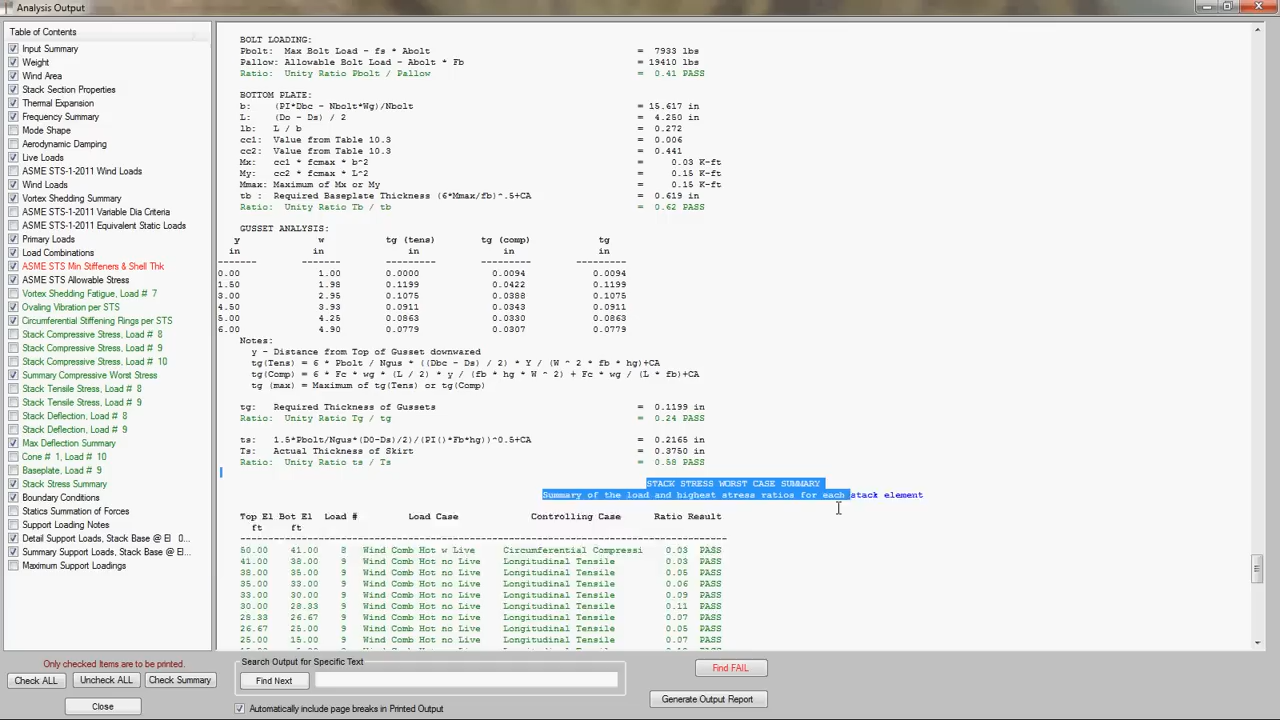 Analysis Output
Table of Contents
Input Summary
Weight
Wind Area
Stack Section Properties
Thermal Expansion
Frequency Summary
Mode Shape
Aerodynamic Damping
Live Loads
ASME STS-1-2011 Wind Loads
Wind Loads
Vortex Shedding Summary
ASME STS-1-2011 Variable Dia Criteria
ASME STS-1-2011 Equivalent Static Loads
Primary Loads
Load Combinations
ASME STS Min Stiffeners & Shell Thk
ASME STS Allowable Stress
Vortex Shedding Fatigue, Load # 7
Ovaling Vibration per STS
Circumferential Stiffening Rings per STS
Stack Compressive Stress, Load # 8
Stack Compressive Stress, Load # 9
Stack Compressive Stress, Load # 10
Summary Compressive Worst Stress
Stack Tensile Stress, Load # 8
Stack Tensile Stress, Load # 9
Stack Deflection, Load # 8
Stack Deflection, Load # 9
Max Deflection Summary
Cone # 1, Load # 10
Baseplate, Load # 9
Stack Stress Summary
Boundary Conditions
Statics Summation of Forces
Support Loading Notes
Detail Support Loads, Stack Base @ El 0...
Summary Support Loads, Stack Base @ El...
Maximum Support Loadings
Only checked Items are to be printed.
Check ALL Uncheck ALL Check Summary
Close
BOLT LOADING:
Pbolt: Max Bolt Load - fs * Abolt = 7933 lbs
Pallow: Allowable Bolt Load - Abolt * Fb = 19410 lbs
Ratio: Unity Ratio Pbolt / Pallow = 0.41 PASS
BOTTOM PLATE:
b: (PI*Dbc - Nbolt*Wg)/Nbolt = 15.617 in
L: (Do - Ds) / 2 = 4.250 in
lb: L / b = 0.272
cc1: Value from Table 10.3 = 0.006
cc2: Value from Table 10.3 = 0.441
Mx: cc1 * fcmax * b^2 = 0.03 K-ft
My: cc2 * fcmax * L^2 = 0.15 K-ft
Mmax: Maximum of Mx or My = 0.15 K-ft
tb : Required Baseplate Thickness (6*Mmax/fb)^.5+CA = 0.619 in
Ratio: Unity Ratio Tb / tb = 0.62 PASS
GUSSET ANALYSIS:
y w tg (tens) tg (comp) tg
in in in in in
------- ------- --------- --------- ---------
0.00 1.00 0.0000 0.0094 0.0094
1.50 1.98 0.1199 0.0422 0.1199
3.00 2.95 0.1075 0.0388 0.1075
4.50 3.93 0.0911 0.0343 0.0911
5.00 4.25 0.0863 0.0330 0.0863
6.00 4.90 0.0779 0.0307 0.0779
Notes:
y - Distance from Top of Gusset downwared
tg(Tens) = 6 * Pbolt / Ngus * ((Dbc - Ds) / 2) * Y / (W ^ 2 * fb * hg)+CA
tg(Comp) = 6 * Fc * wg * (L / 2) * y / (fb * hg * W ^ 2) + Fc * wg / (L * fb)+CA
tg (max) = Maximum of tg(Tens) or tg(Comp)
tg: Required Thickness of Gussets = 0.1199 in
Ratio: Unity Ratio Tg / tg = 0.24 PASS
ts: 1.5*Pbolt/Ngus*(D0-Ds)/2)/(PI()*Fb*hg))^0.5+CA = 0.2165 in
Ts: Actual Thickness of Skirt = 0.3750 in
Ratio: Unity Ratio ts / Ts = 0.58 PASS
STACK STRESS WORST CASE SUMMARY
Summary of the load and highest stress ratios for each stack element
Top El Bot El Load # Load Case Controlling Case Ratio Result
ft ft
50.00 41.00 8 Wind Comb Hot w Live Circumferential Compressi 0.03 PASS
41.00 38.00 9 Wind Comb Hot no Live Longitudinal Tensile 0.03 PASS
38.00 35.00 9 Wind Comb Hot no Live Longitudinal Tensile 0.05 PASS
35.00 33.00 9 Wind Comb Hot no Live Longitudinal Tensile 0.06 PASS
33.00 30.00 9 Wind Comb Hot no Live Longitudinal Tensile 0.09 PASS
30.00 28.33 9 Wind Comb Hot no Live Longitudinal Tensile 0.11 PASS
28.33 26.67 9 Wind Comb Hot no Live Longitudinal Tensile 0.07 PASS
26.67 25.00 9 Wind Comb Hot no Live Longitudinal Tensile 0.05 PASS
25.00 15.00 9 Wind Comb Hot no Live Longitudinal Tensile 0.07 PASS
Search Output for Specific Text
Find Next
Automatically include page breaks in Printed Output
Find FAIL
Generate Output Report